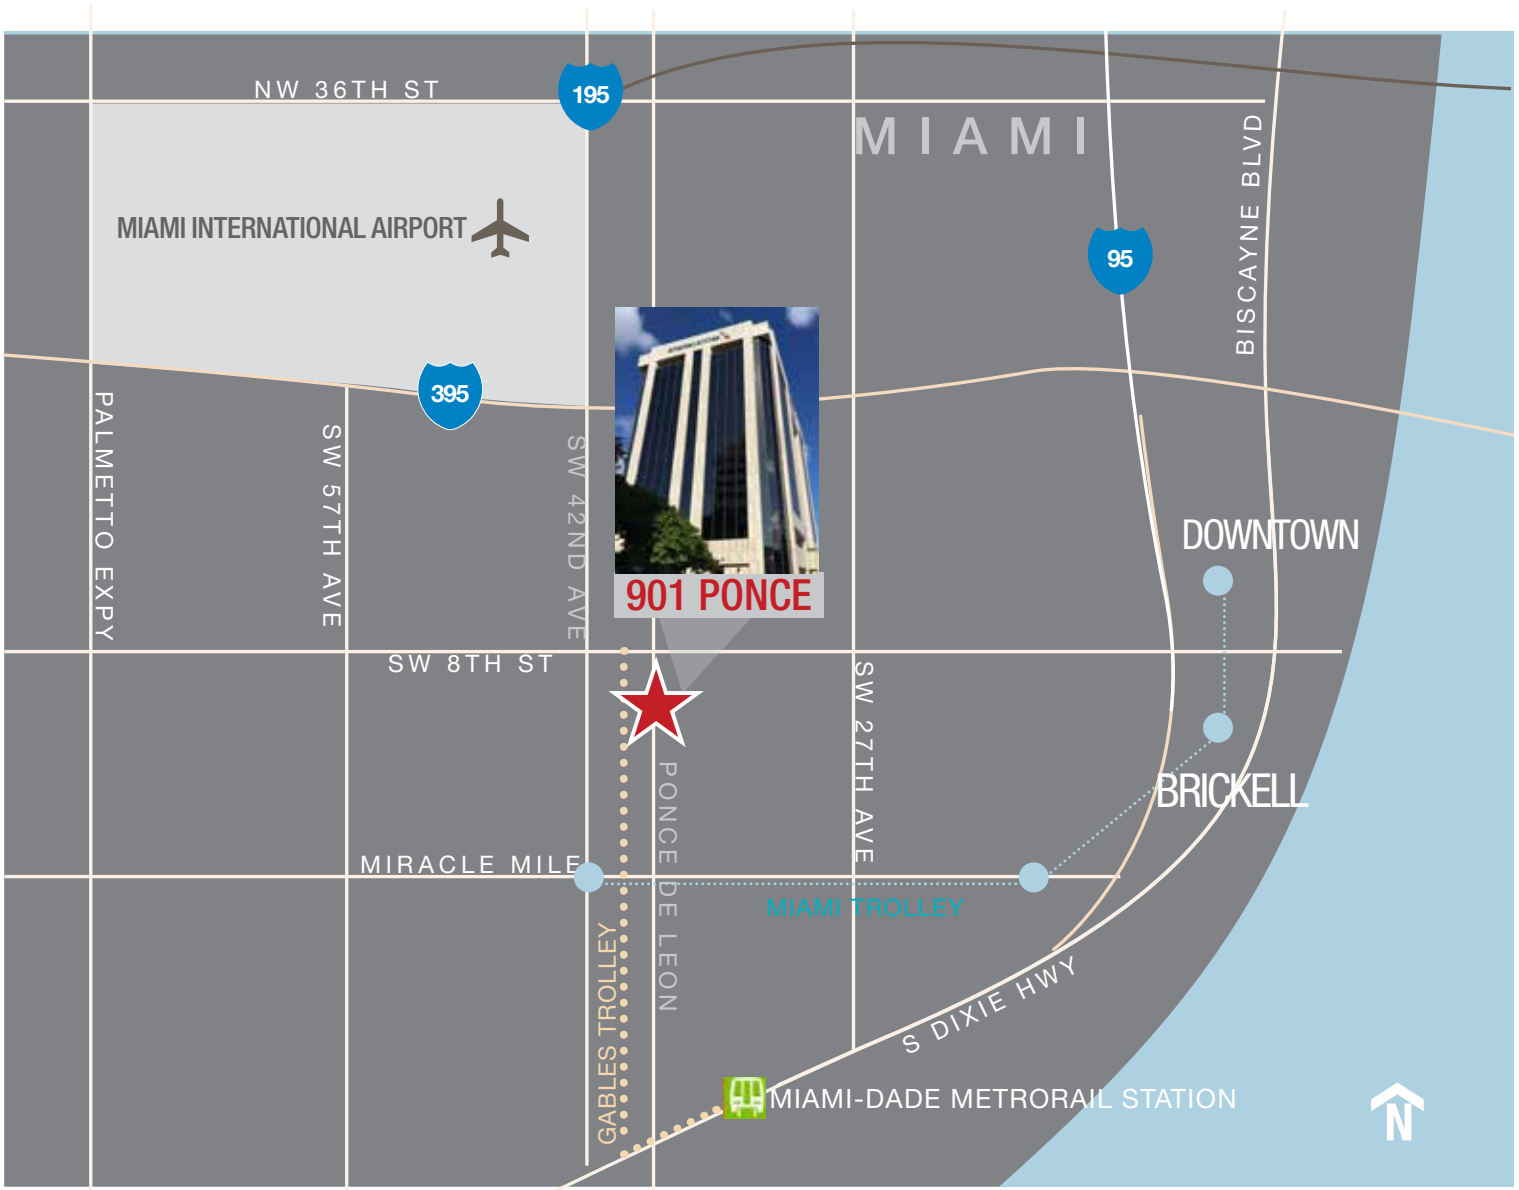 NW 36TH ST
195
MIAMI
BISCAYNE BLVD
MIAMI INTERNATIONAL AIRPORT
95
395
PALMETTO EXPY
SW 57TH AVE
SW 42ND AVE
DOWNTOWN
901 PONCE
SW 8TH ST
SW 27TH AVE
PONCE DE LEON
BRICKELL
MIRACLE MILE
MIAMI TROLLEY
GABLES TROLLEY
S DIXIE HWY
MIAMI-DADE METRORAIL STATION
N